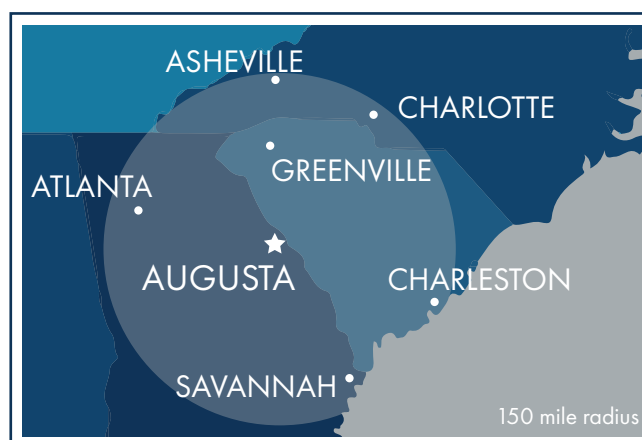 ASHEVILLE
CHARLOTTE
GREENVILLE
ATLANTA
AUGUSTA
CHARLESTON
SAVANNAH
150 mile radius